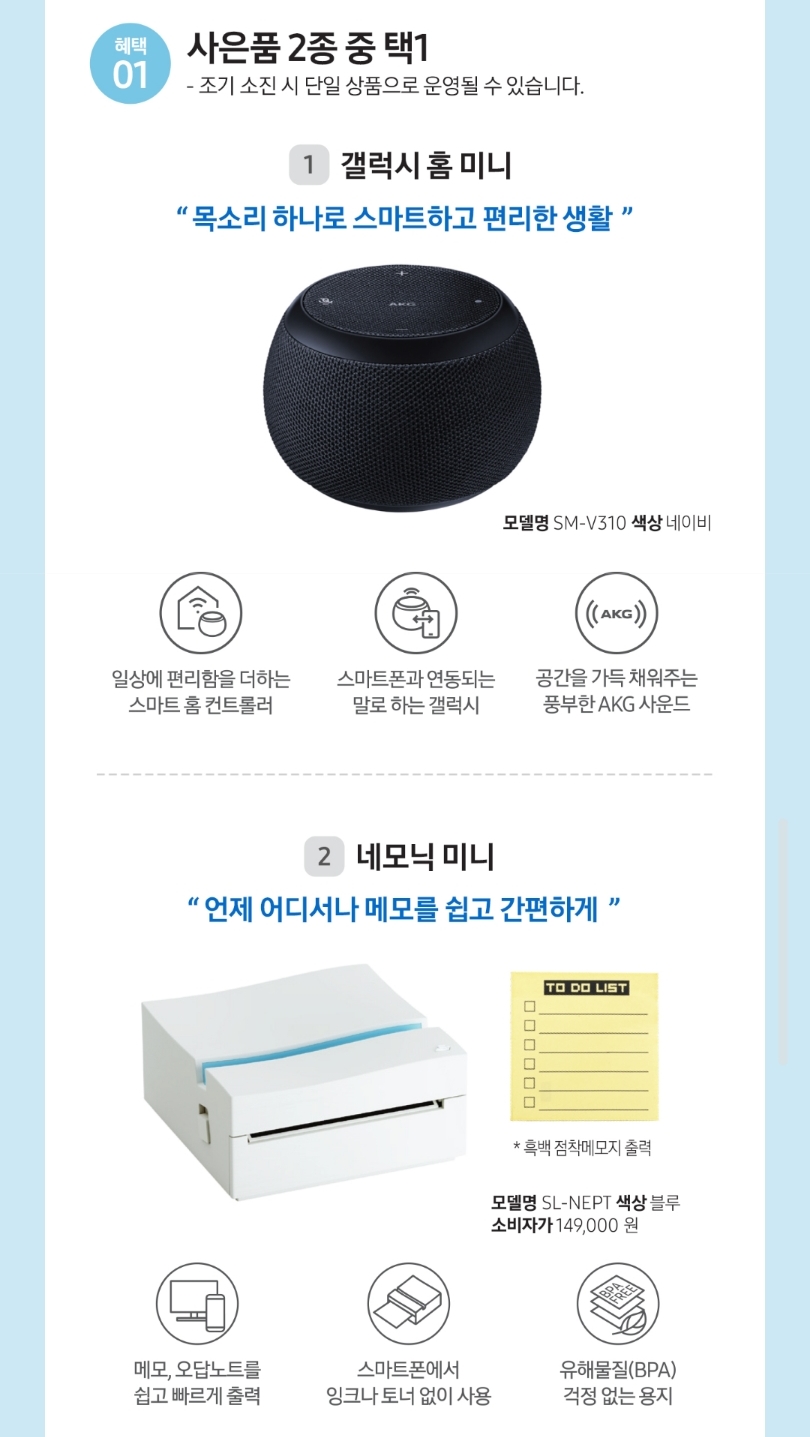 혜택
01
사은품 2종 중 택1
- 조기 소진 시 단일 상품으로 운영될 수 있습니다.
1 갤럭시 홈 미니
“ 목소리 하나로 스마트하고 편리한 생활 ”
AKG
모델명 SM-V310 색상 네이비
(( AKG ))
일상에 편리함을 더하는
스마트 홈 컨트롤러
스마트폰과 연동되는
말로 하는 갤럭시
공간을 가득 채워주는
풍부한 AKG 사운드
2 네모닉 미니
“ 언제 어디서나 메모를 쉽고 간편하게 ”
TO DO LIST
* 흑백 점착메모지 출력
모델명 SL-NEPT 색상 블루
소비자가 149,000 원
BPA
FREE
메모, 오답노트를
쉽고 빠르게 출력
스마트폰에서
잉크나 토너 없이 사용
유해물질(BPA)
걱정 없는 용지